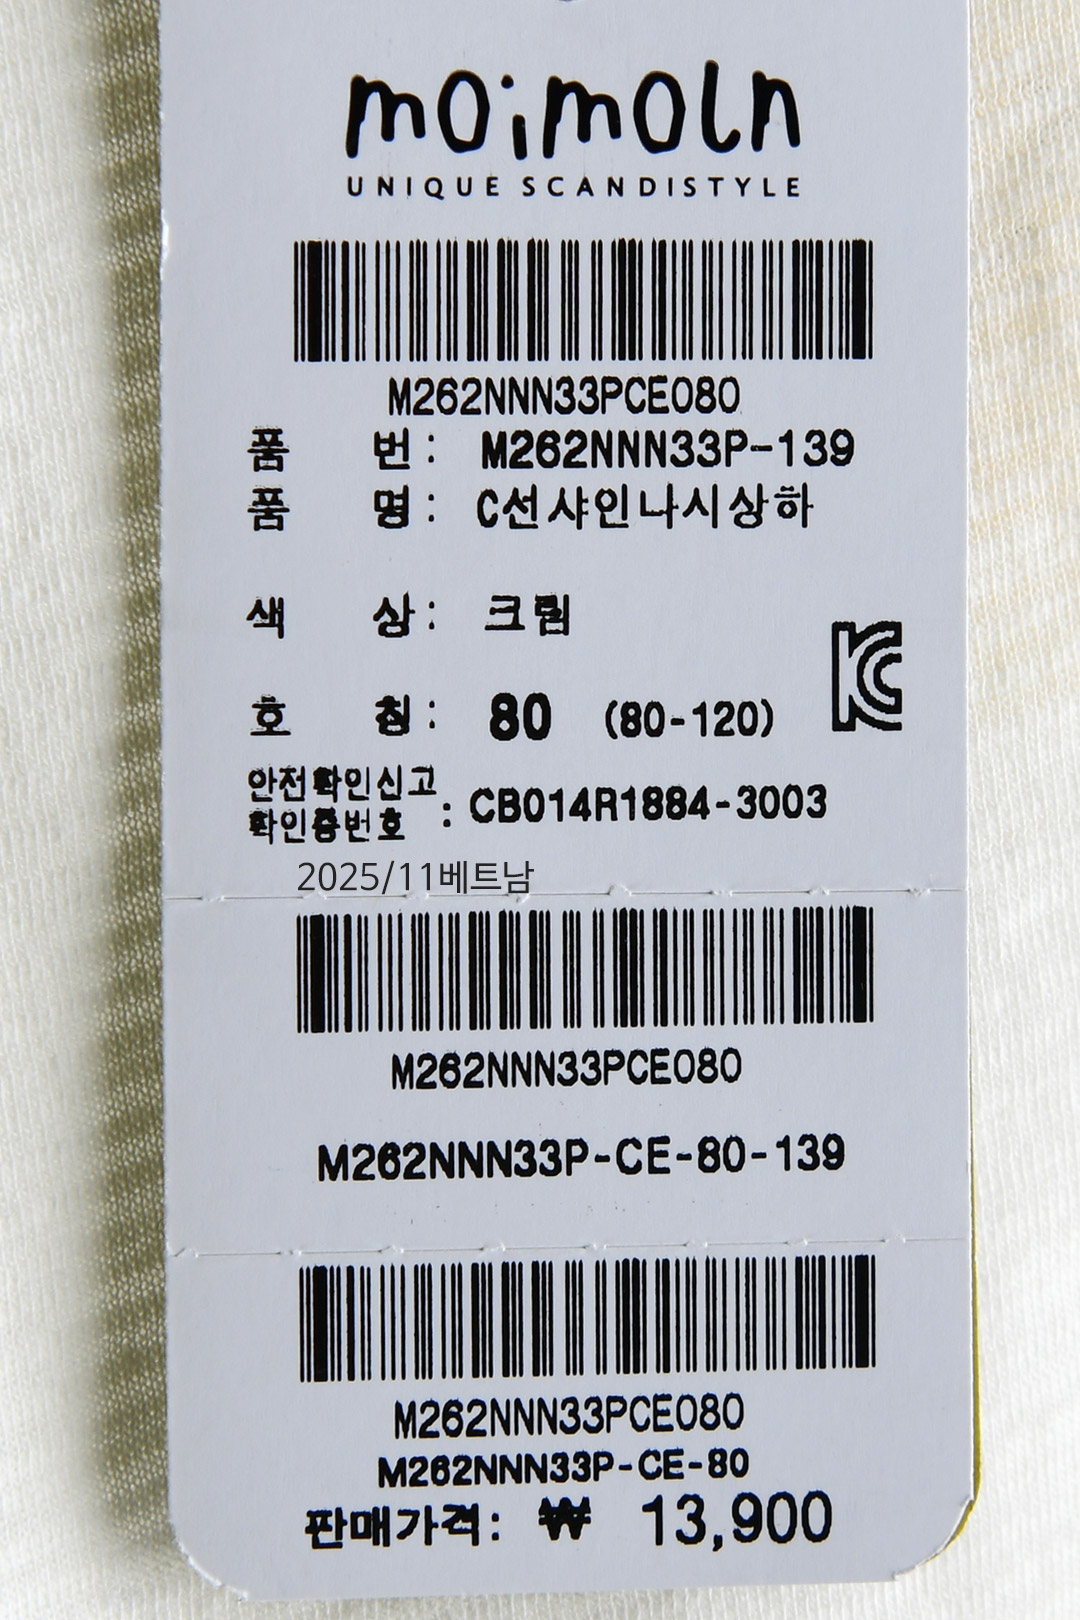 moimoln
UNIQUE SCANDISTYLE
M262NNN33PCE080
품 번 : M262NNN33P-139
품 명 : C선샤인나시상하
색 상 : 크림
호 칭 : 80 (80-120)
KC
안전확인신고
확인증번호 : CB014R1884-3003
2025/11베트남
M262NNN33PCE080
M262NNN33P-CE-80-139
M262NNN33PCE080
M262NNN33P-CE-80
판매가격: ₩ 13,900